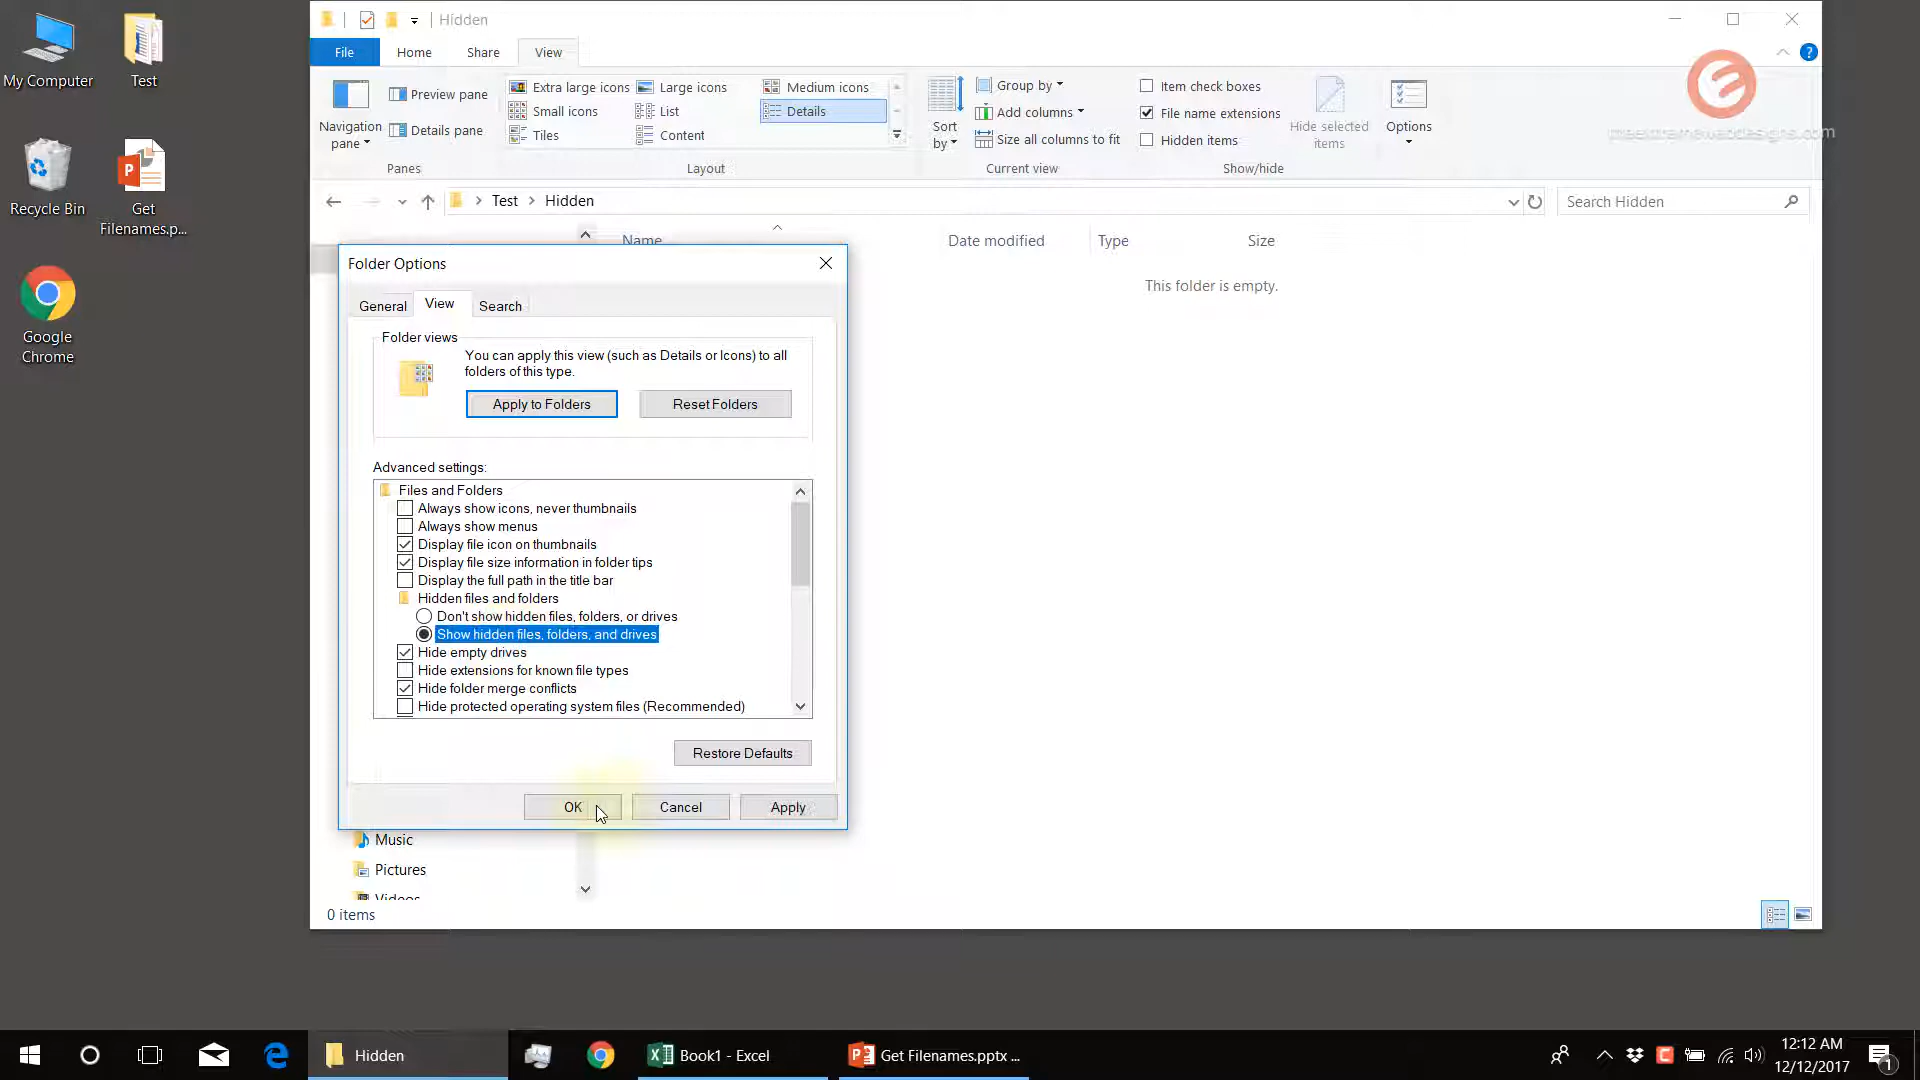 My Computer
Test
Recycle Bin
Get
Filenames.p...
Google
Chrome
Hidden
File
Home
Share
View
Navigation
pane
Preview pane
Details pane
Panes
Extra large icons
Large icons
Medium icons
Small icons
List
Details
Tiles
Content
Layout
Sort
by
Group by
Add columns
Size all columns to fit
Current view
Item check boxes
File name extensions
Hidden items
Hide selected
items
Show/hide
Options
Test
Hidden
Search Hidden
Name
Date modified
Type
Size
This folder is empty.
Folder Options
General
View
Search
Folder views
You can apply this view (such as Details or Icons) to all
folders of this type.
Apply to Folders
Reset Folders
Advanced settings:
Files and Folders
Always show icons, never thumbnails
Always show menus
Display file icon on thumbnails
Display file size information in folder tips
Display the full path in the title bar
Hidden files and folders
Don't show hidden files, folders, or drives
Show hidden files, folders, and drives
Hide empty drives
Hide extensions for known file types
Hide folder merge conflicts
Hide protected operating system files (Recommended)
Restore Defaults
OK
Cancel
Apply
Music
Pictures
Videos
0 items
Hidden
Book1 - Excel
Get Filenames.pptx ...
12:12 AM
12/12/2017
1